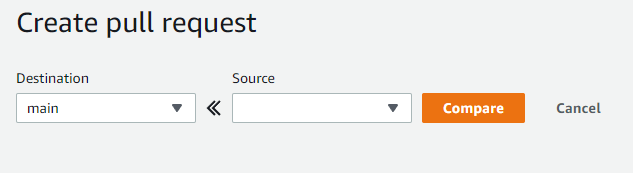 Create pull request
Destination
Source
main
Compare
Cancel